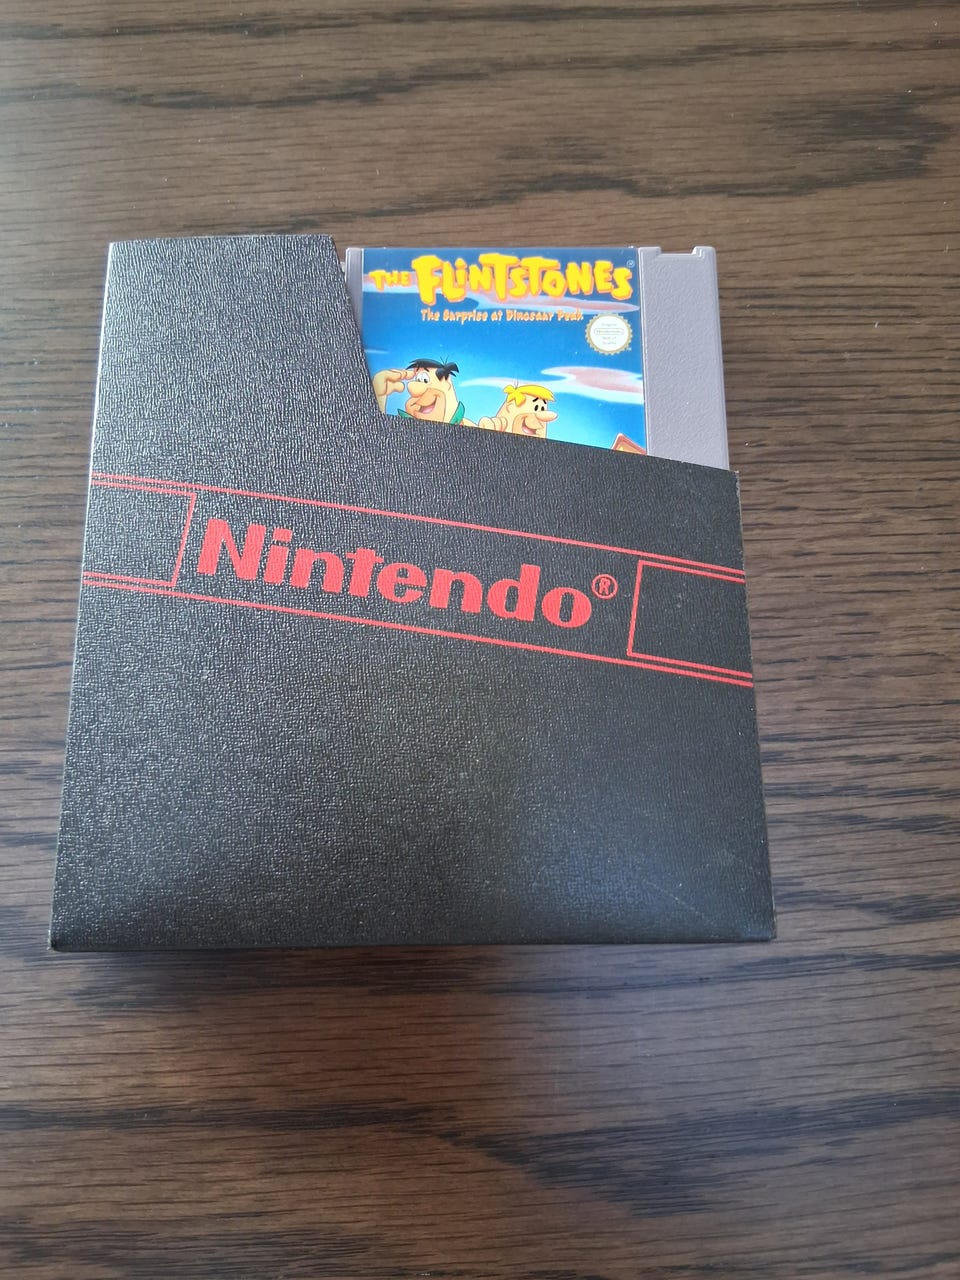 THE FLINTSTONES
The Surprise at Dinosaur Peak
Nintendo®